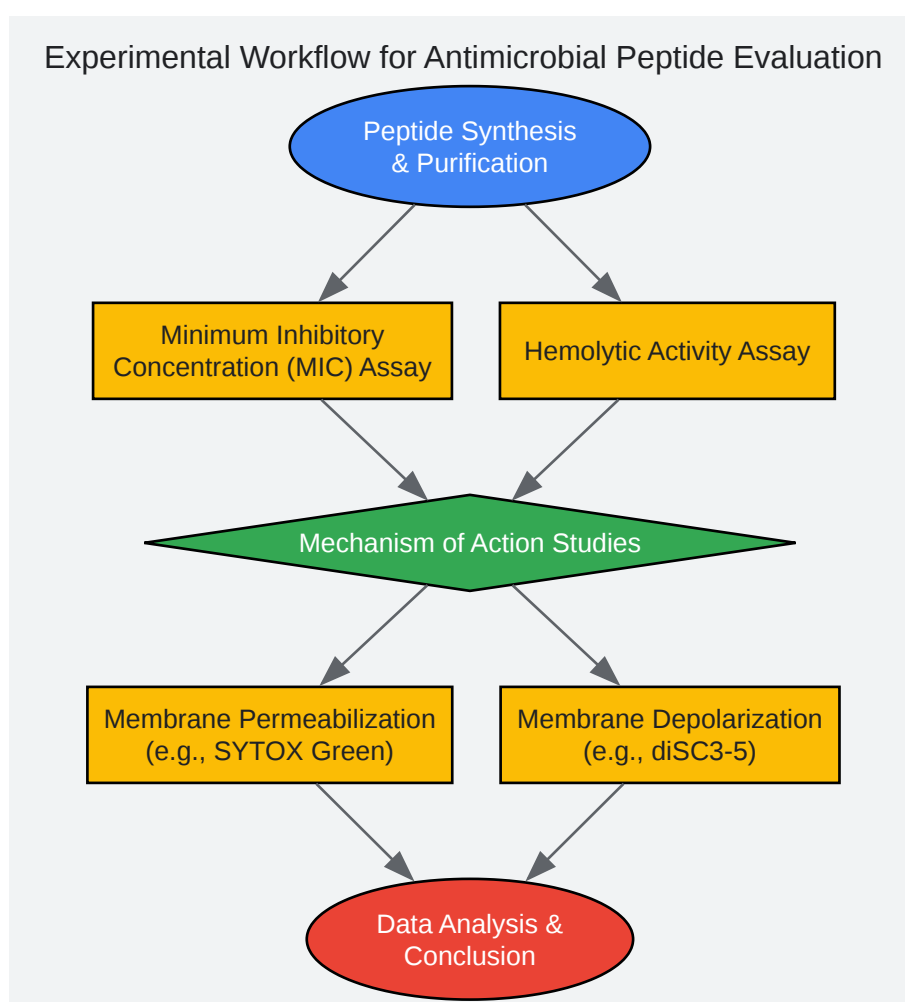 Experimental Workflow for Antimicrobial Peptide Evaluation
Peptide Synthesis
& Purification
Minimum Inhibitory
Concentration (MIC) Assay
Hemolytic Activity Assay
Mechanism of Action Studies
Membrane Permeabilization
(e.g., SYTOX Green)
Membrane Depolarization
(e.g., diSC3-5)
Data Analysis &
Conclusion